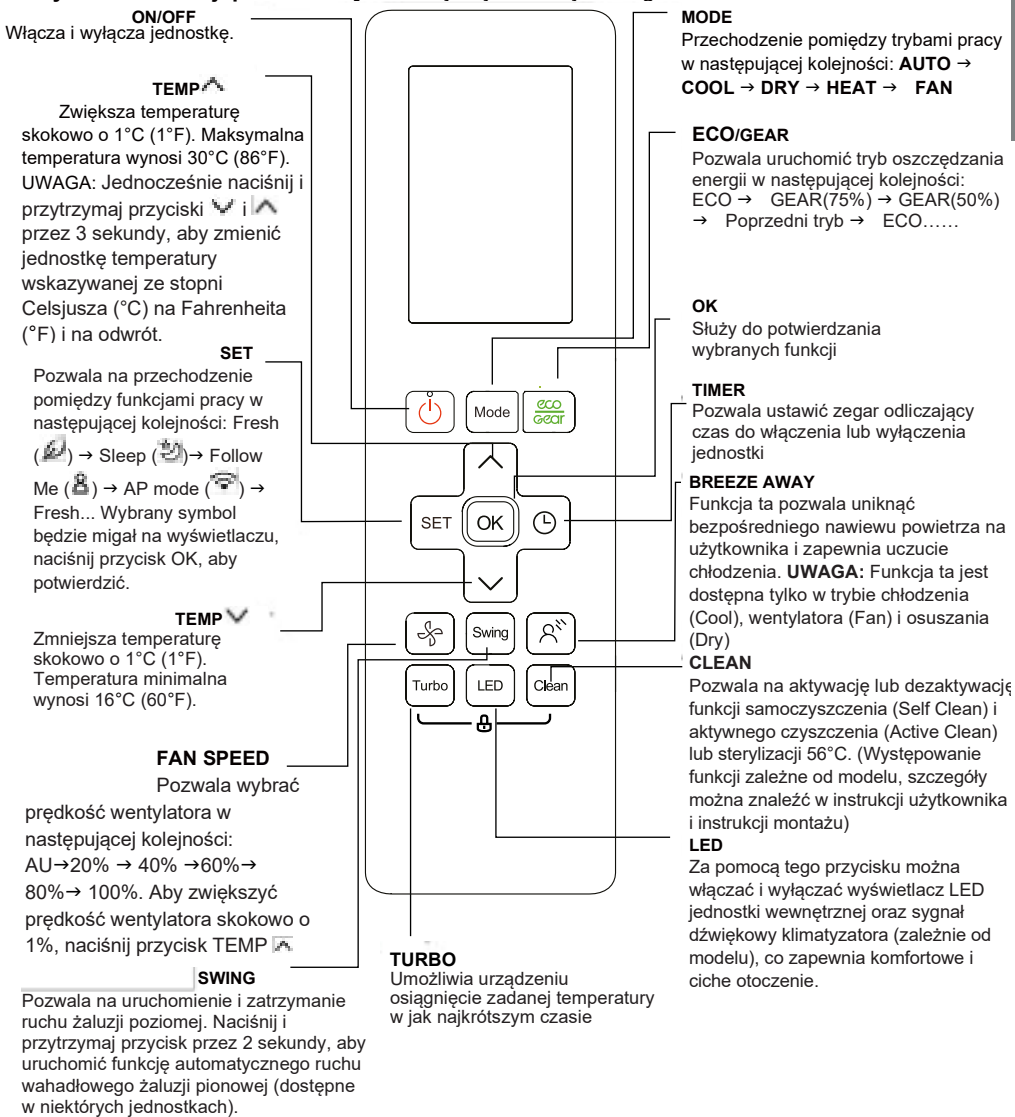 ON/OFF
Włącza i wyłącza jednostkę.
TEMP
Zwiększa temperaturę
skokowo o 1°C (1°F). Maksymalna
temperatura wynosi 30°C (86°F).
UWAGA: Jednocześnie naciśnij i
przytrzymaj przyciski i
przez 3 sekundy, aby zmienić
jednostkę temperatury
wskazywanej ze stopni
Celsjusza (°C) na Fahrenheita
(°F) i na odwrót.
SET
Pozwala na przechodzenie
pomiędzy funkcjami pracy w
następującej kolejności: Fresh
( ) → Sleep ( )→ Follow
Me ( ) → AP mode ( ) →
Fresh... Wybrany symbol
będzie migał na wyświetlaczu,
naciśnij przycisk OK, aby
potwierdzić.
TEMP
Zmniejsza temperaturę
skokowo o 1°C (1°F).
Temperatura minimalna
wynosi 16°C (60°F).
FAN SPEED
Pozwala wybrać
prędkość wentylatora w
następującej kolejności:
AU→20% → 40% →60%→
80%→ 100%. Aby zwiększyć
prędkość wentylatora skokowo o
1%, naciśnij przycisk TEMP
SWING
Pozwala na uruchomienie i zatrzymanie
ruchu żaluzji poziomej. Naciśnij i
przytrzymaj przycisk przez 2 sekundy, aby
uruchomić funkcję automatycznego ruchu
wahadłowego żaluzji pionowej (dostępne
w niektórych jednostkach).
Mode
eco
Gear
SET
OK
Swing
Turbo
LED
Clean
TURBO
Umożliwia urządzeniu
osiągnięcie zadanej temperatury
w jak najkrótszym czasie
MODE
Przechodzenie pomiędzy trybami pracy
w następującej kolejności: AUTO →
COOL → DRY → HEAT → FAN
ECO/GEAR
Pozwala uruchomić tryb oszczędzania
energii w następującej kolejności:
ECO → GEAR(75%) → GEAR(50%)
→ Poprzedni tryb → ECO……
OK
Służy do potwierdzania
wybranych funkcji
TIMER
Pozwala ustawić zegar odliczający
czas do włączenia lub wyłączenia
jednostki
BREEZE AWAY
Funkcja ta pozwala uniknąć
bezpośredniego nawiewu powietrza na
użytkownika i zapewnia uczucie
chłodzenia. UWAGA: Funkcja ta jest
dostępna tylko w trybie chłodzenia
(Cool), wentylatora (Fan) i osuszania
(Dry)
CLEAN
Pozwala na aktywację lub dezaktywację
funkcji samoczyszczenia (Self Clean) i
aktywnego czyszczenia (Active Clean)
lub sterylizacji 56°C. (Występowanie
funkcji zależne od modelu, szczegóły
można znaleźć w instrukcji użytkownika
i instrukcji montażu)
LED
Za pomocą tego przycisku można
włączać i wyłączać wyświetlacz LED
jednostki wewnętrznej oraz sygnał
dźwiękowy klimatyzatora (zależnie od
modelu), co zapewnia komfortowe i
ciche otoczenie.